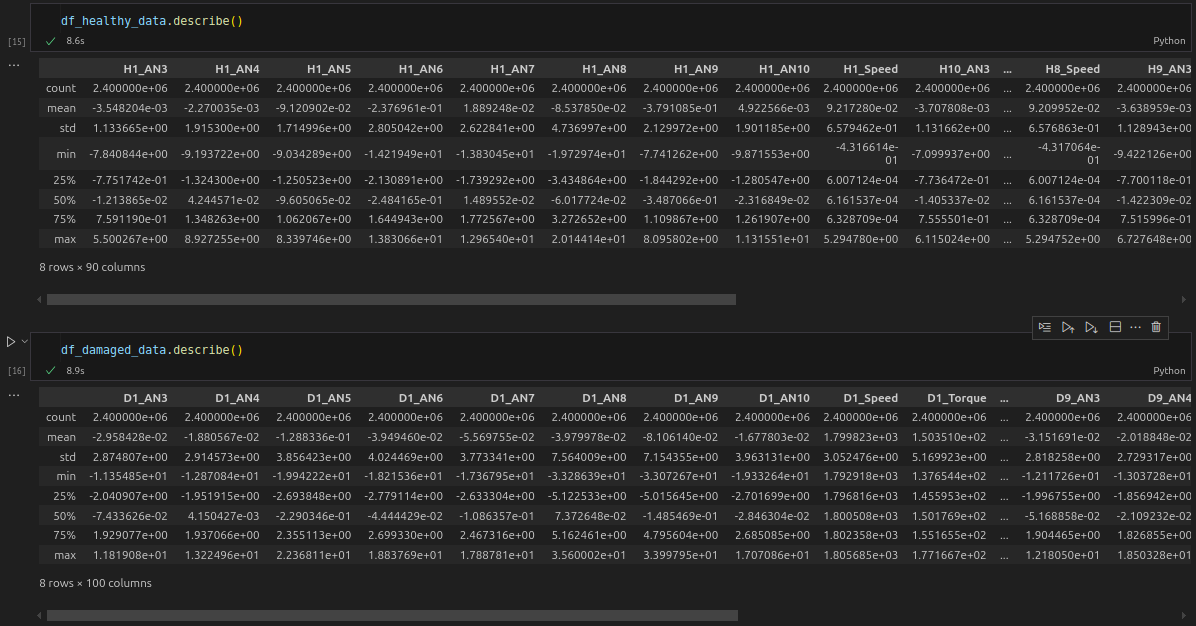 df_healthy_data.describe()
[15] 8.6s Python
... H1_AN3 H1_AN4 H1_AN5 H1_AN6 H1_AN7 H1_AN8 H1_AN9 H1_AN10 H1_Speed H10_AN3 ... H8_Speed H9_AN3
count 2.400000e+06 2.400000e+06 2.400000e+06 2.400000e+06 2.400000e+06 2.400000e+06 2.400000e+06 2.400000e+06 2.400000e+06 2.400000e+06 ... 2.400000e+06 2.400000e+06
mean -3.548204e-03 -2.270035e-03 -9.120902e-02 -2.376961e-01 1.889248e-02 -8.537850e-02 -3.791085e-01 4.922566e-03 9.217280e-02 -3.707808e-03 ... 9.209952e-02 -3.638959e-03
std 1.133665e+00 1.915300e+00 1.714996e+00 2.805042e+00 2.622841e+00 4.736997e+00 2.129972e+00 1.901185e+00 6.579462e-01 1.131662e+00 ... 6.576863e-01 1.128943e+00
min -7.840844e+00 -9.193722e+00 -9.034289e+00 -1.421949e+01 -1.383045e+01 -1.972974e+01 -7.741262e+00 -9.871553e+00 -4.316614e-01 -7.099937e+00 ... -4.317064e-01 -9.422126e+00
25% -7.751742e-01 -1.324300e+00 -1.250523e+00 -2.130891e+00 -1.739292e+00 -3.434864e+00 -1.844292e+00 -1.280547e+00 6.007124e-04 -7.736472e-01 ... 6.007124e-04 -7.700118e-01
50% -1.213865e-02 4.244571e-02 -9.605065e-02 -2.484165e-01 1.489552e-02 -6.017724e-02 -3.487066e-01 -2.316849e-02 6.161537e-04 -1.405337e-02 ... 6.161537e-04 -1.422309e-02
75% 7.591190e-01 1.348263e+00 1.062067e+00 1.644943e+00 1.772567e+00 3.272652e+00 1.109867e+00 1.261907e+00 6.328709e-04 7.555501e-01 ... 6.328709e-04 7.515996e-01
max 5.500267e+00 8.927255e+00 8.339746e+00 1.383066e+01 1.296540e+01 2.014414e+01 8.095802e+00 1.131551e+01 5.294780e+00 6.115024e+00 ... 5.294752e+00 6.727648e+00
8 rows × 90 columns
df_damaged_data.describe()
[16] 8.9s Python
... D1_AN3 D1_AN4 D1_AN5 D1_AN6 D1_AN7 D1_AN8 D1_AN9 D1_AN10 D1_Speed D1_Torque ... D9_AN3 D9_AN4
count 2.400000e+06 2.400000e+06 2.400000e+06 2.400000e+06 2.400000e+06 2.400000e+06 2.400000e+06 2.400000e+06 2.400000e+06 2.400000e+06 ... 2.400000e+06 2.400000e+06
mean -2.958428e-02 -1.880567e-02 -1.288336e-01 -3.949460e-02 -5.569755e-02 -3.979978e-02 -8.106140e-02 -1.677803e-02 1.799823e+03 1.503510e+02 ... -3.151691e-02 -2.018848e-02
std 2.874807e+00 2.914573e+00 3.856423e+00 4.024469e+00 3.773341e+00 7.564009e+00 7.154355e+00 3.963131e+00 3.052476e+00 5.169923e+00 ... 2.818258e+00 2.729317e+00
min -1.135485e+01 -1.287084e+01 -1.994222e+01 -1.821536e+01 -1.736795e+01 -3.328639e+01 -3.307267e+01 -1.933264e+01 1.792918e+03 1.376544e+02 ... -1.211726e+01 -1.303728e+01
25% -2.040907e+00 -1.951915e+00 -2.693848e+00 -2.779114e+00 -2.633304e+00 -5.122533e+00 -5.015645e+00 -2.701699e+00 1.796816e+03 1.455953e+02 ... -1.996755e+00 -1.856942e+00
50% -7.433626e-02 4.150427e-03 -2.290346e-01 -4.444429e-02 -1.086357e-01 7.372648e-02 -1.485469e-01 -2.846304e-02 1.800508e+03 1.501769e+02 ... -5.168858e-02 -2.109232e-02
75% 1.929077e+00 1.937066e+00 2.355113e+00 2.699330e+00 2.467316e+00 5.162461e+00 4.795604e+00 2.685085e+00 1.802358e+03 1.551655e+02 ... 1.904465e+00 1.826855e+00
max 1.181908e+01 1.322496e+01 2.236811e+01 1.883769e+01 1.788781e+01 3.560002e+01 3.399795e+01 1.707086e+01 1.805685e+03 1.771667e+02 ... 1.218050e+01 1.850328e+01
8 rows × 100 columns